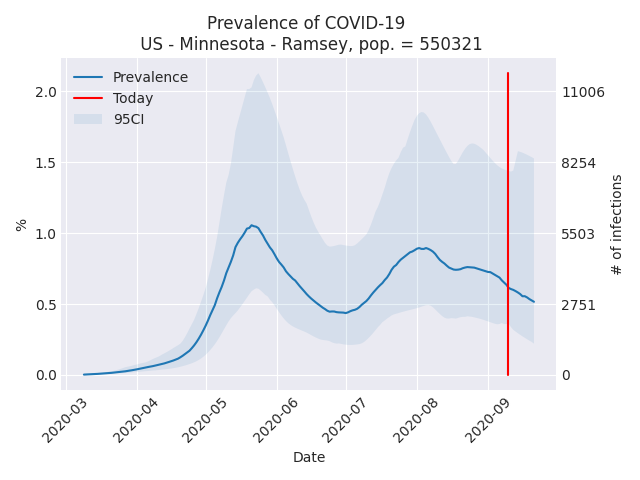 Prevalence of COVID-19
US - Minnesota - Ramsey, pop. = 550321
Prevalence
Today
95CI
2.0
1.5
1.0
0.5
0.0
%
11006
8254
5503
2751
0
# of infections
2020-03
2020-04
2020-05
2020-06
2020-07
2020-08
2020-09
Date